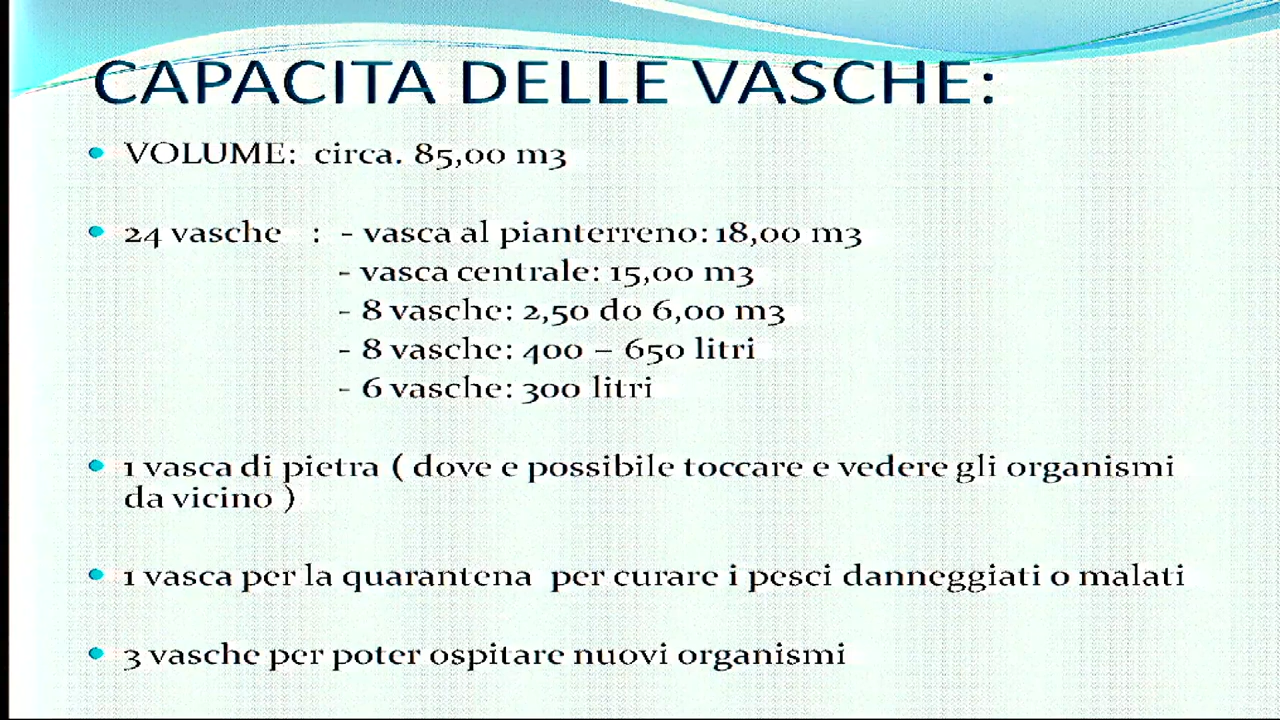 CAPACITA DELLE VASCHE:
• VOLUME: circa. 85,00 m3
• 24 vasche : - vasca al pianterreno: 18,00 m3
- vasca centrale: 15,00 m3
- 8 vasche: 2,50 do 6,00 m3
- 8 vasche: 400 – 650 litri
- 6 vasche: 300 litri
• 1 vasca di pietra ( dove e possibile toccare e vedere gli organismi
da vicino )
• 1 vasca per la quarantena per curare i pesci danneggiati o malati
• 3 vasche per poter ospitare nuovi organismi